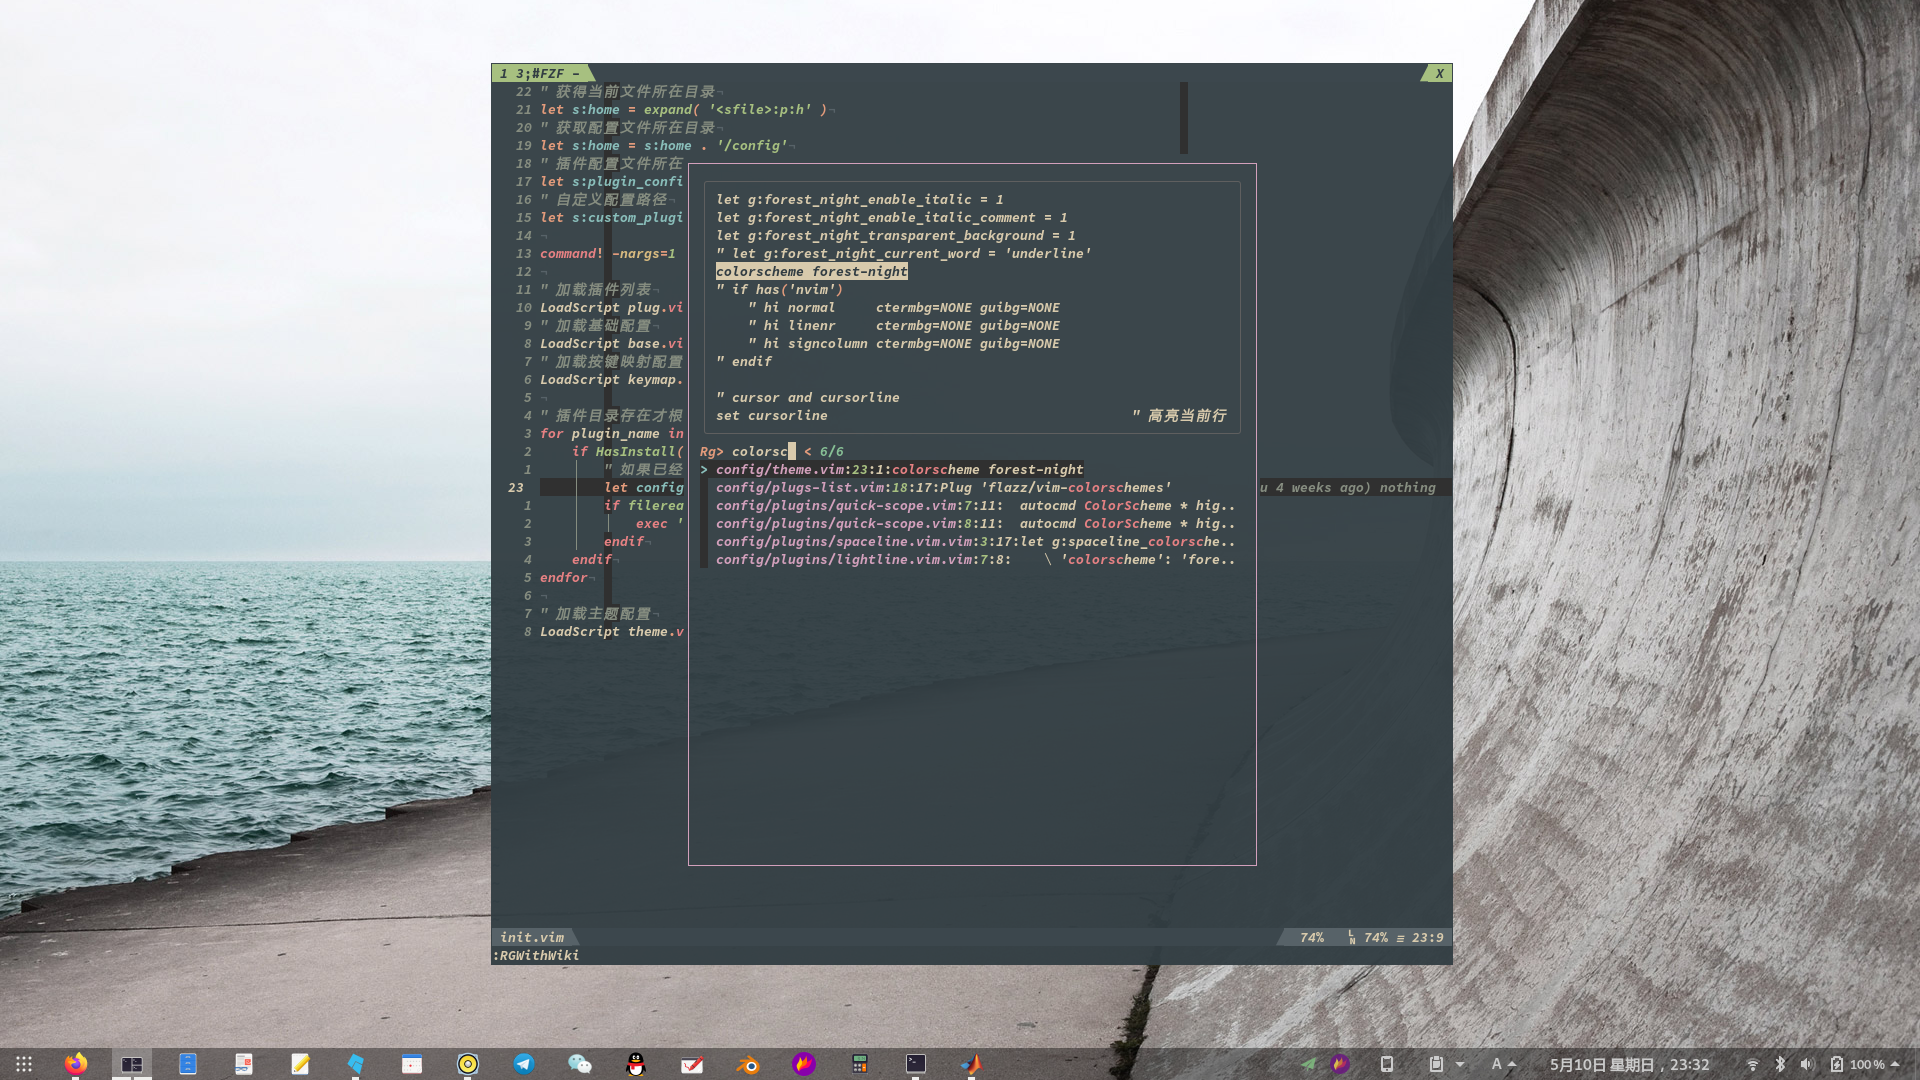 1 3;#FZF - X
22 " 获得当前文件所在目录¬
21 let s:home = expand( '<sfile>:p:h' )¬
20 " 获取配置文件所在目录¬
19 let s:home = s:home . '/config'¬
18 " 插件配置文件所在
17 let s:plugin_confi
16 " 自定义配置路径¬
15 let s:custom_plugi
14 ¬
13 command! -nargs=1
12 ¬
11 " 加载插件列表¬
10 LoadScript plug.vi
9 " 加载基础配置¬
8 LoadScript base.vi
7 " 加载按键映射配置
6 LoadScript keymap.
5 ¬
4 " 插件目录存在才根
3 for plugin_name in
2 if HasInstall(
1 " 如果已经
23 let config
1 if filerea
2 exec '
3 endif¬
4 endif¬
5 endfor¬
6 ¬
7 " 加载主题配置¬
8 LoadScript theme.v
let g:forest_night_enable_italic = 1
let g:forest_night_enable_italic_comment = 1
let g:forest_night_transparent_background = 1
" let g:forest_night_current_word = 'underline'
colorscheme forest-night
" if has('nvim')
" hi normal ctermbg=NONE guibg=NONE
" hi linenr ctermbg=NONE guibg=NONE
" hi signcolumn ctermbg=NONE guibg=NONE
" endif
" cursor and cursorline
set cursorline " 高亮当前行
Rg> colorsc < 6/6
> config/theme.vim:23:1:colorscheme forest-night
config/plugs-list.vim:18:17:Plug 'flazz/vim-colorschemes'
config/plugins/quick-scope.vim:7:11: autocmd ColorScheme * hig..
config/plugins/quick-scope.vim:8:11: autocmd ColorScheme * hig..
config/plugins/spaceline.vim.vim:3:17:let g:spaceline_colorsche..
config/plugins/lightline.vim.vim:7:8: \ 'colorscheme': 'fore..
u 4 weeks ago) nothing
init.vim 74% LN 74% ≡ 23:9
:RGWithWiki
A 5月10日 星期日，23:32 100 %